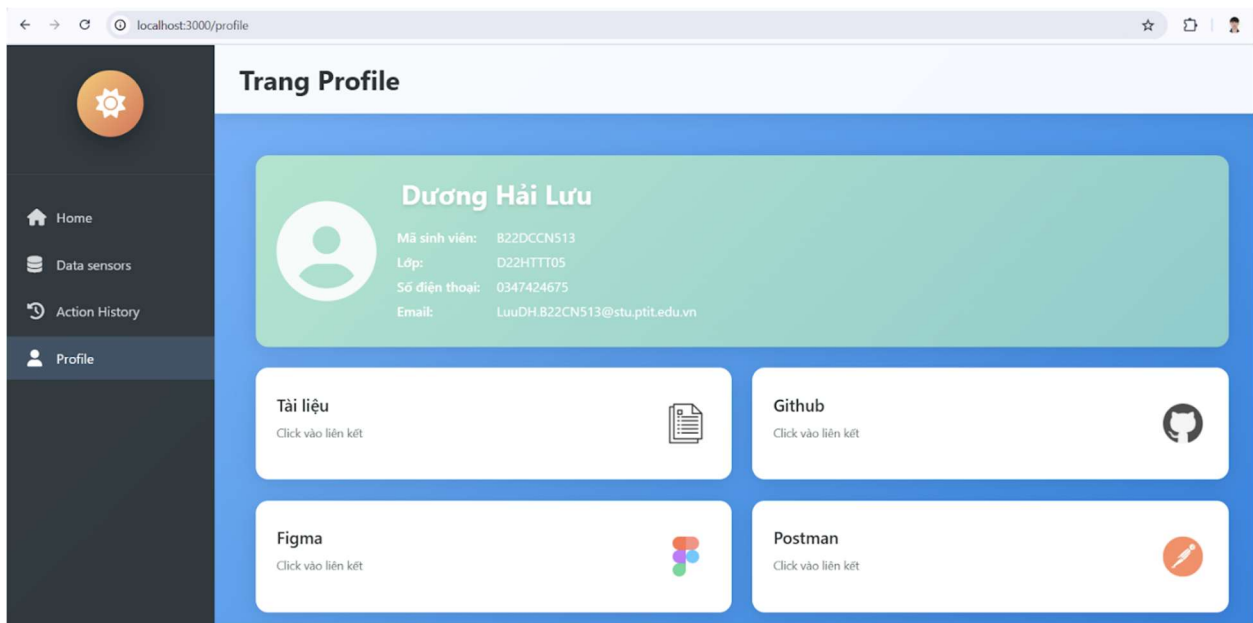 localhost:3000/profile
Trang Profile
Home
Data sensors
Action History
Profile
Dương Hải Lưu
Mã sinh viên: B22DCCN513
Lớp: D22HTTT05
Số điện thoại: 0347424675
Email: LuuDH.B22CN513@stu.ptit.edu.vn
Tài liệu
Click vào liên kết
Github
Click vào liên kết
Figma
Click vào liên kết
Postman
Click vào liên kết